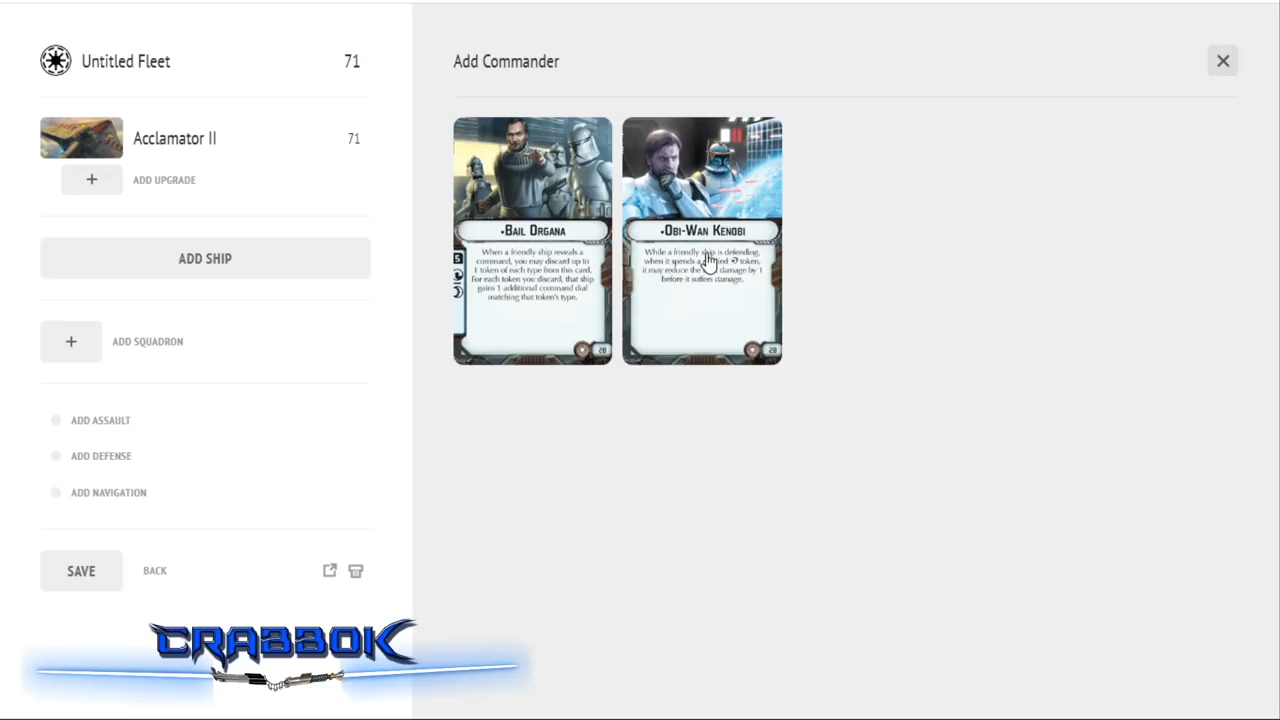 Untitled Fleet
71
Add Commander
Acclamator II
71
ADD UPGRADE
ADD SHIP
ADD SQUADRON
ADD ASSAULT
ADD DEFENSE
ADD NAVIGATION
SAVE
BACK
•BAIL ORGANA
When a friendly ship reveals a
command, you may discard up to
1 token of each type from this card.
For each token you discard, that ship
gains 1 additional command dial
matching that token's type.
28
•OBI-WAN KENOBI
While a friendly ship is defending,
when it spends a token,
it may reduce the damage by 1
before it suffers damage.
CRABBOK